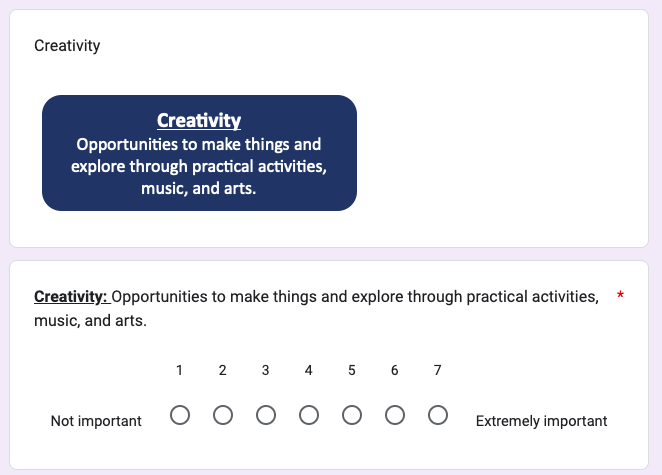 Creativity
Creativity
Opportunities to make things and
explore through practical activities,
music, and arts.
Creativity: Opportunities to make things and explore through practical activities, *
music, and arts.
1 2 3 4 5 6 7
Not important Extremely important